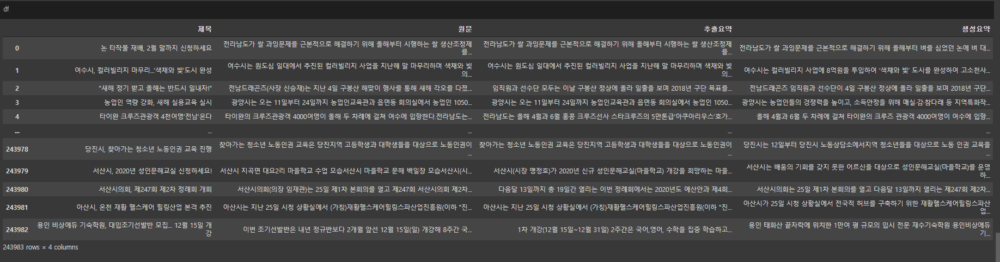 df
제목 원문 추출요약 생성요약
0 논 타작물 재배, 2월 말까지 신청하세요 전라남도가 쌀 과잉문제를 근본적으로 해결하기 위해 올해부터 시행하는 쌀 생산조정제를... 전라남도가 쌀 과잉문제를 근본적으로 해결하기 위해 올해부터 시행하는 쌀 생산조정제를... 전라남도가 쌀 과잉문제를 근본적으로 해결하기 위해 올해부터 벼를 심었던 논에 벼 대...
1 여수시, 컬러빌리지 마무리...‘색채와 빛’도시 완성 여수시는 원도심 일대에서 추진된 컬러빌리지 사업을 지난해 말 마무리하며 색채와 빛의... 여수시는 원도심 일대에서 추진된 컬러빌리지 사업을 지난해 말 마무리하며 색채와 빛의... 여수시는 컬러빌리지 사업에 8억원을 투입하여 ‘색채와 빛’ 도시를 완성하여 고소천사...
2 “새해 정기 받고 올해는 반드시 일내자!” 전남드래곤즈(사장 신승재)는 지난 4일 구봉산 해맞이 행사를 통해 새해 각오를 다졌... 임직원과 선수단 모두는 이날 구봉산 정상에 올라 일출을 보며 2018년 구단 목표를... 전남드래곤즈 임직원과 선수단이 4일 구봉산 정상에 올라 일출을 보며 2018년 구단...
3 농업인 역량 강화, 새해 실용교육 실시 광양시는 오는 11일부터 24일까지 농업인교육관과 읍면동 회의실에서 농업인 1050... 광양시는 오는 11일부터 24일까지 농업인교육관과 읍면동 회의실에서 농업인 1050... 광양시는 농업인들의 경쟁력을 높이고, 소득안정을 위해 매실·감·참다래 등 지역특화작...
4 타이완 크루즈관광객 4천여명‘전남’온다 타이완의 크루즈관광객 4000여명이 올해 두 차례에 걸쳐 여수에 입항한다.전라남도는... 전라남도는 올해 4월과 6월 홍콩 크루즈선사 스타크루즈의 5만톤급‘아쿠아리우스’호가... 올해 4월과 6월 두 차례에 걸쳐 타이완의 크루즈 관광객 4000여명이 여수에 입항...
... ... ... ... ...
243978 당진시, 찾아가는 청소년 노동인권 교육 진행 찾아가는 청소년 노동인권 교육은 당진지역 고등학생과 대학생들을 대상으로 노동인권이... 찾아가는 청소년 노동인권 교육은 당진지역 고등학생과 대학생들을 대상으로 노동인권이... 당진시는 12일부터 당진시 노동상담소에서지역 청소년들을 대상으로 노동 인권 교육을...
243979 서산시, 2020년 성인문해교실 신청하세요! 서산시 지곡면 대요2리 마을학교 수업 모습서산시 마을학교 문해 백일장 모습서산시(시... 서산시(시장 맹정호)가 2020년 신규 성인문해교실(마을학교) 개강을 희망하는 마을... 서산시는 배움의 기회를 갖지 못한 어르신을 대상으로 성인문해교실(마을학교)를 운영하...
243980 서산시의회, 제247회 제2차 정례회 개회 서산시의회(의장 임재관)는 25일 제1차 본회의를 열고 제247회 서산시의회 제2차... 다음달 13일까지 총 19일간 열리는 이번 정례회에서는 2020년도 예산안과 제4회... 서산시의회는 25일 제1차 본회의를 열고 다음달 13일까지 열리는 제247회 제2차...
243981 아산시, 온천 재활 헬스케어 힐링산업 본격 추진 아산시는 지난 25일 시청 상황실에서 (가칭)재활헬스케어힐링스파산업진흥원(이하 "진... 아산시는 지난 25일 시청 상황실에서 (가칭)재활헬스케어힐링스파산업진흥원(이하 "진... 아산시가 25일 시청 상황실에서 전국적 허브를 구축하기 위한 재활헬스케어힐링스파산업...
243982 용인 비상에듀 기숙학원, 대입조기선발반 모집... 12월 15일 개강 이번 조기선발반은 내년 정규반보다 2개월 앞선 12월 15일(일) 개강해 8주간 국... 1차 개강(12월 15일~12월 31일) 2주간은 국어,영어, 수학을 집중 학습하고... 용인 태화산 끝자락에 위치한 1만여 평 규모의 입시 전문 재수기숙학원 용인비상에듀기...
243983 rows × 4 columns